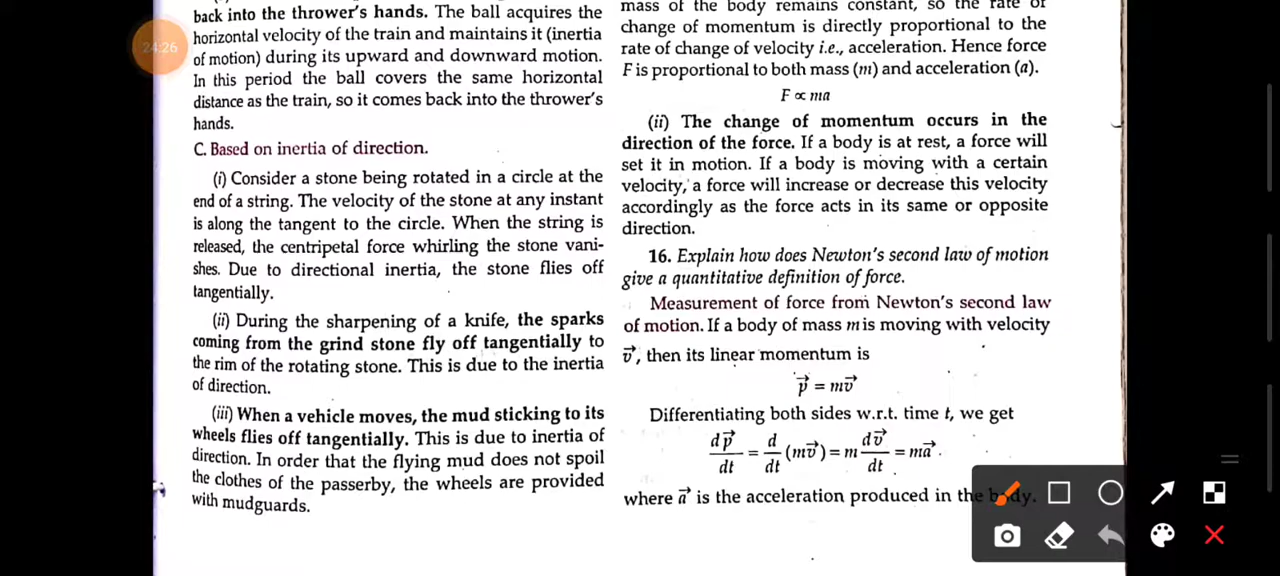 back into the thrower's hands. The ball acquires the
horizontal velocity of the train and maintains it (inertia
of motion) during its upward and downward motion.
In this period the ball covers the same horizontal
distance as the train, so it comes back into the thrower's
hands.
C. Based on inertia of direction.
(i) Consider a stone being rotated in a circle at the
end of a string. The velocity of the stone at any instant
is along the tangent to the circle. When the string is
released, the centripetal force whirling the stone vani-
shes. Due to directional inertia, the stone flies off
tangentially.
(ii) During the sharpening of a knife, the sparks
coming from the grind stone fly off tangentially to
the rim of the rotating stone. This is due to the inertia
of direction.
(iii) When a vehicle moves, the mud sticking to its
wheels flies off tangentially. This is due to inertia of
direction. In order that the flying mud does not spoil
the clothes of the passerby, the wheels are provided
with mudguards.
mass of the body remains constant, so the rate of
change of momentum is directly proportional to the
rate of change of velocity i.e., acceleration. Hence force
F is proportional to both mass (m) and acceleration (a).
F ∝ ma
(ii) The change of momentum occurs in the
direction of the force. If a body is at rest, a force will
set it in motion. If a body is moving with a certain
velocity, a force will increase or decrease this velocity
accordingly as the force acts in its same or opposite
direction.
16. Explain how does Newton's second law of motion
give a quantitative definition of force.
Measurement of force from Newton's second law
of motion. If a body of mass m is moving with velocity
v⃗, then its linear momentum is
p⃗ = mv⃗
Differentiating both sides w.r.t. time t, we get
dp⃗/dt = d/dt (mv⃗) = m dv⃗/dt = ma⃗.
where a⃗ is the acceleration produced in the body.
24:26